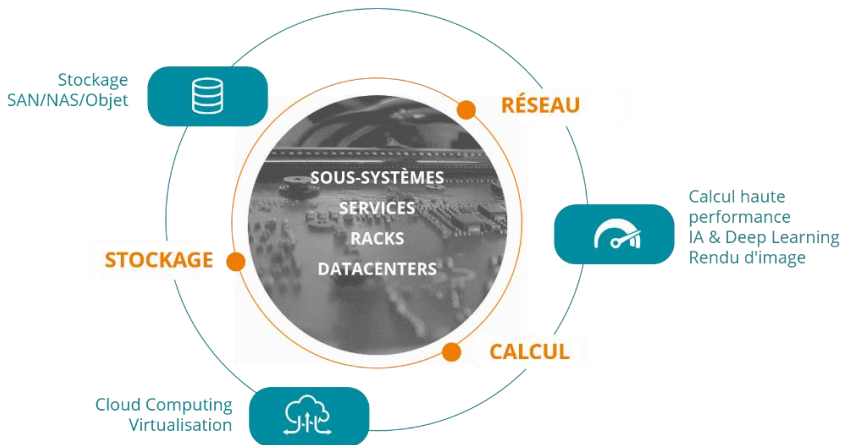 Stockage
SAN/NAS/Objet
RÉSEAU
SOUS-SYSTÈMES
SERVICES
RACKS
DATACENTERS
Calcul haute
performance
IA & Deep Learning
Rendu d'image
STOCKAGE
CALCUL
Cloud Computing
Virtualisation